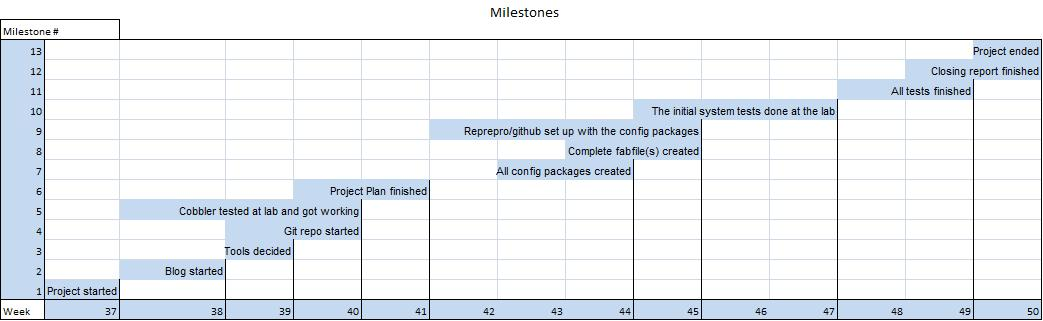 Milestones
Milestone #
13 Project ended
12 Closing report finished
11 All tests finished
10 The initial system tests done at the lab
9 Reprepro/github set up with the config packages
8 Complete fabfile(s) created
7 All config packages created
6 Project Plan finished
5 Cobbler tested at lab and got working
4 Git repo started
3 Tools decided
2 Blog started
1 Project started
Week 37 38 39 40 41 42 43 44 45 46 47 48 49 50